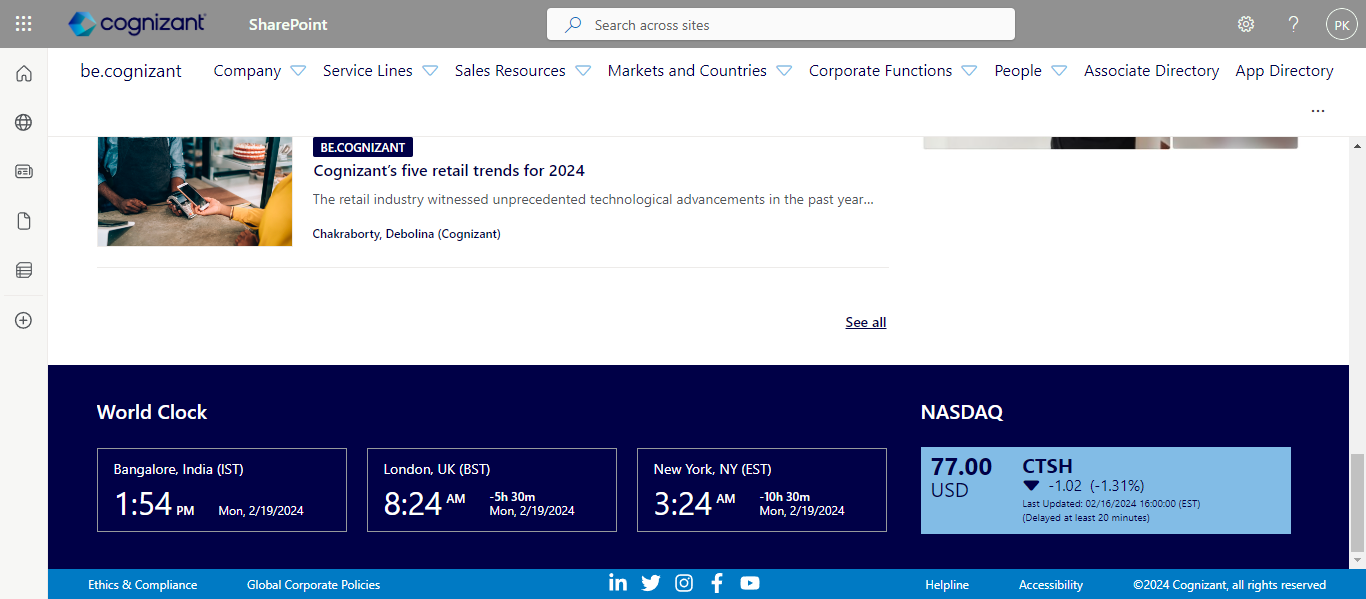 cognizant
SharePoint
Search across sites
?
PK
be.cognizant
Company
Service Lines
Sales Resources
Markets and Countries
Corporate Functions
People
Associate Directory
App Directory
...
BE.COGNIZANT
Cognizant’s five retail trends for 2024
The retail industry witnessed unprecedented technological advancements in the past year...
Chakraborty, Debolina (Cognizant)
See all
World Clock
Bangalore, India (IST)
1:54 PM
Mon, 2/19/2024
London, UK (BST)
8:24 AM
-5h 30m
Mon, 2/19/2024
New York, NY (EST)
3:24 AM
-10h 30m
Mon, 2/19/2024
NASDAQ
77.00
USD
CTSH
-1.02 (-1.31%)
Last Updated: 02/16/2024 16:00:00 (EST)
(Delayed at least 20 minutes)
Ethics & Compliance
Global Corporate Policies
Helpline
Accessibility
©2024 Cognizant, all rights reserved